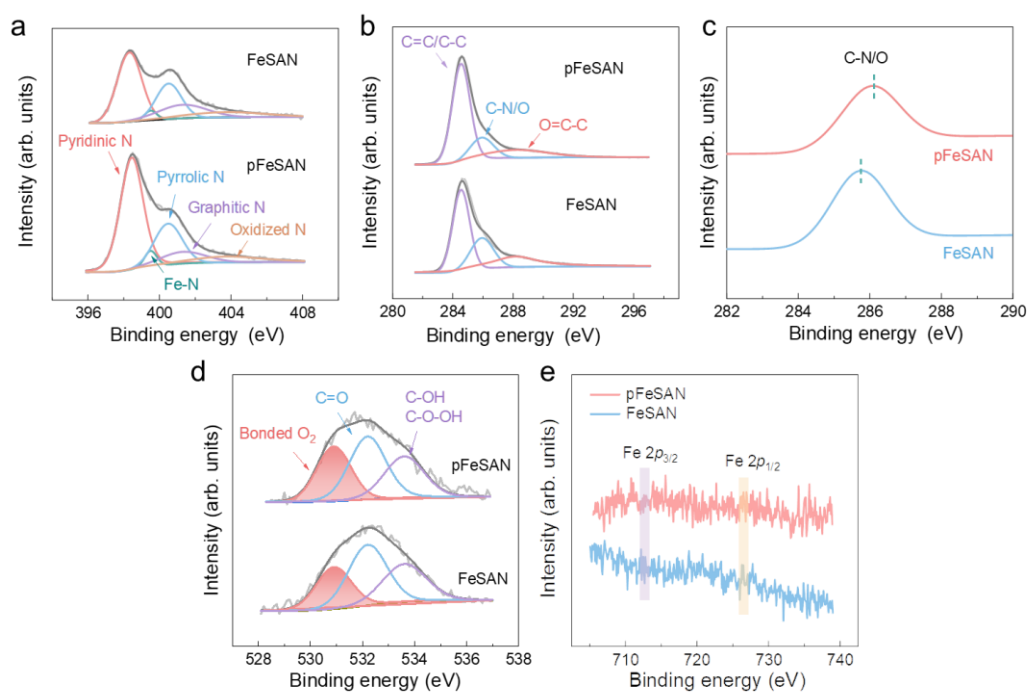 a
FeSAN
Pyridinic N
pFeSAN
Pyrrolic N
Graphitic N
Oxidized N
Fe-N
Intensity (arb. units)
396 400 404 408
Binding energy (eV)
b
C=C/C-C
pFeSAN
C-N/O
O=C-C
FeSAN
Intensity (arb. units)
280 284 288 292 296
Binding energy (eV)
c
C-N/O
pFeSAN
FeSAN
Intensity (arb. units)
282 284 286 288 290
Binding energy (eV)
d
C=O
C-OH
C-O-OH
Bonded O₂
pFeSAN
FeSAN
Intensity (arb. units)
528 530 532 534 536 538
Binding energy (eV)
e
pFeSAN
FeSAN
Fe 2p₃/₂
Fe 2p₁/₂
Intensity (arb. units)
710 720 730 740
Binding energy (eV)